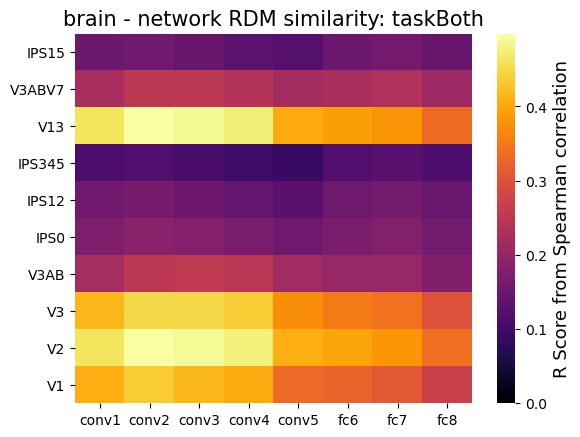 brain - network RDM similarity: taskBoth
IPS15
V3ABV7
V13
IPS345
IPS12
IPS0
V3AB
V3
V2
V1
conv1 conv2 conv3 conv4 conv5 fc6 fc7 fc8
0.4
0.3
0.2
0.1
0.0
R Score from Spearman correlation